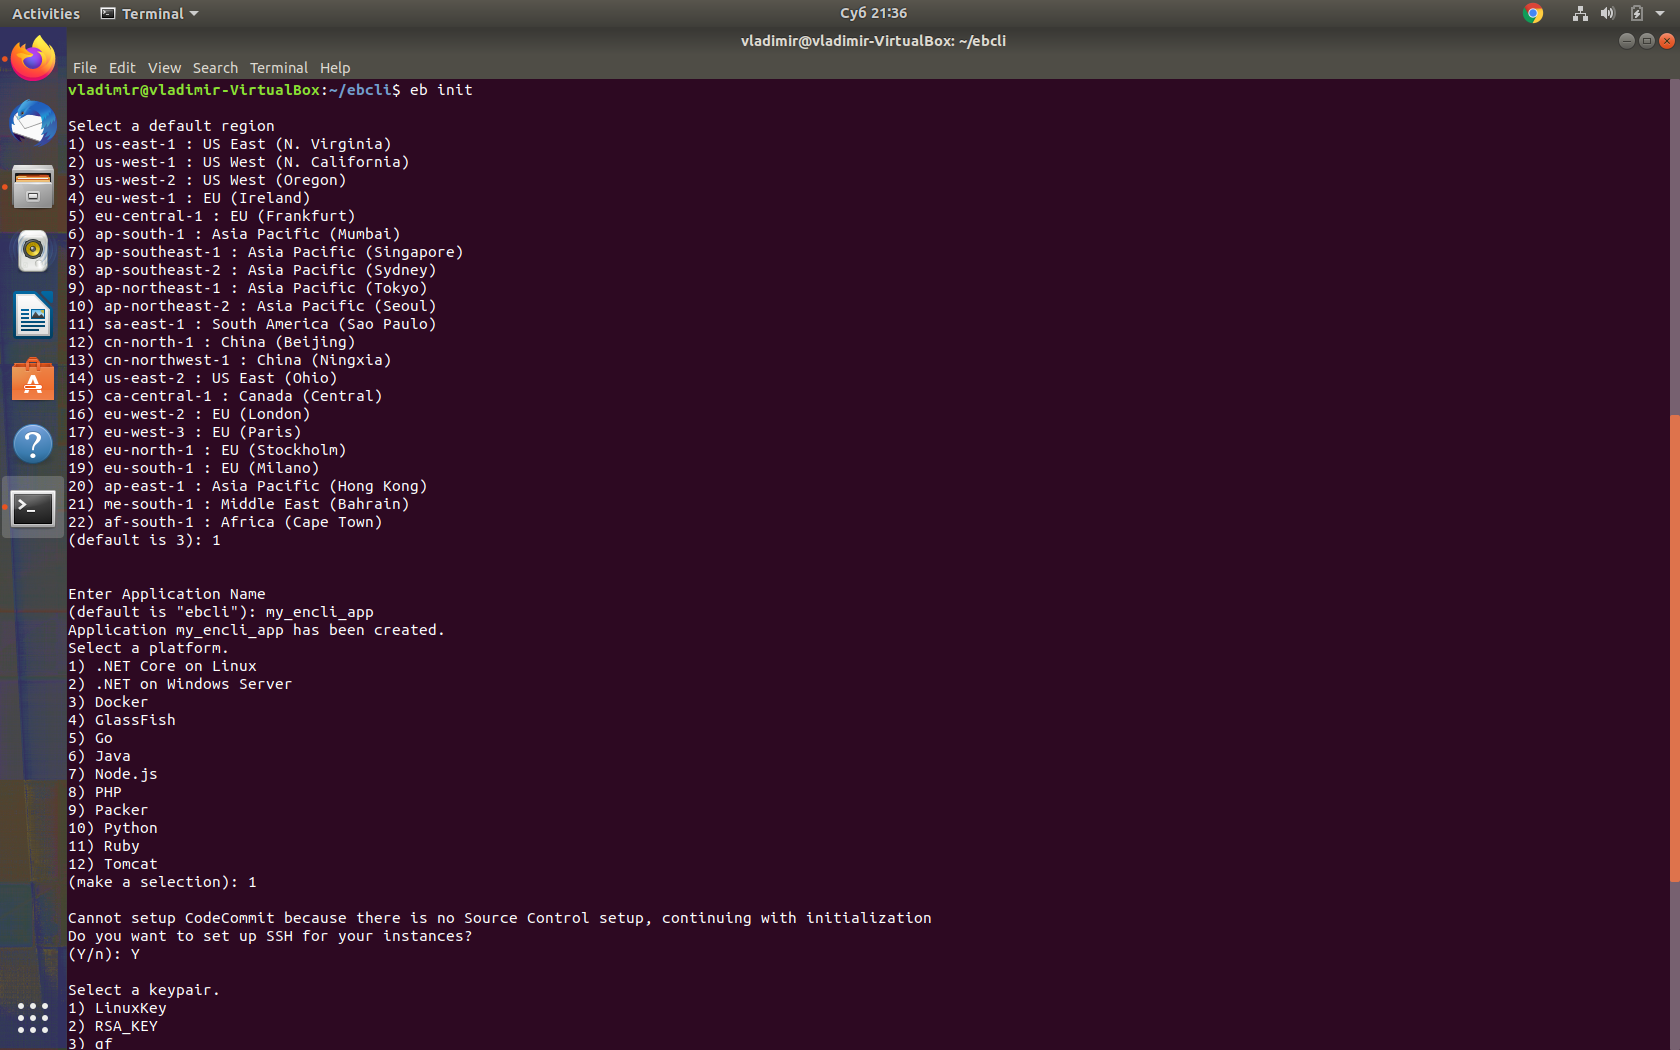 Activities Terminal Суб 21:36
vladimir@vladimir-VirtualBox: ~/ebcli
File Edit View Search Terminal Help
vladimir@vladimir-VirtualBox:~/ebcli$ eb init
Select a default region
1) us-east-1 : US East (N. Virginia)
2) us-west-1 : US West (N. California)
3) us-west-2 : US West (Oregon)
4) eu-west-1 : EU (Ireland)
5) eu-central-1 : EU (Frankfurt)
6) ap-south-1 : Asia Pacific (Mumbai)
7) ap-southeast-1 : Asia Pacific (Singapore)
8) ap-southeast-2 : Asia Pacific (Sydney)
9) ap-northeast-1 : Asia Pacific (Tokyo)
10) ap-northeast-2 : Asia Pacific (Seoul)
11) sa-east-1 : South America (Sao Paulo)
12) cn-north-1 : China (Beijing)
13) cn-northwest-1 : China (Ningxia)
14) us-east-2 : US East (Ohio)
15) ca-central-1 : Canada (Central)
16) eu-west-2 : EU (London)
17) eu-west-3 : EU (Paris)
18) eu-north-1 : EU (Stockholm)
19) eu-south-1 : EU (Milano)
20) ap-east-1 : Asia Pacific (Hong Kong)
21) me-south-1 : Middle East (Bahrain)
22) af-south-1 : Africa (Cape Town)
(default is 3): 1
Enter Application Name
(default is "ebcli"): my_encli_app
Application my_encli_app has been created.
Select a platform.
1) .NET Core on Linux
2) .NET on Windows Server
3) Docker
4) GlassFish
5) Go
6) Java
7) Node.js
8) PHP
9) Packer
10) Python
11) Ruby
12) Tomcat
(make a selection): 1
Cannot setup CodeCommit because there is no Source Control setup, continuing with initialization
Do you want to set up SSH for your instances?
(Y/n): Y
Select a keypair.
1) LinuxKey
2) RSA_KEY
3)